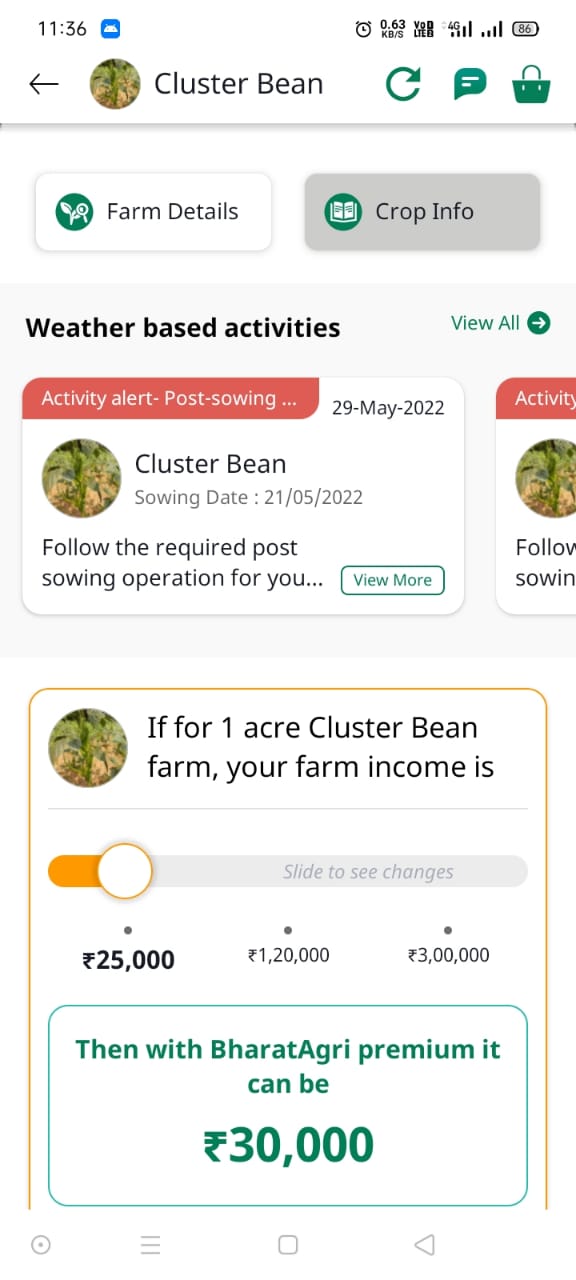 11:36
0.63 KB/S VoD LTEB 4G 86
Cluster Bean
Farm Details
Crop Info
Weather based activities
View All
Activity alert- Post-sowing ...
29-May-2022
Cluster Bean
Sowing Date : 21/05/2022
Follow the required post
sowing operation for you...
View More
Activity
Follow
sowin
If for 1 acre Cluster Bean
farm, your farm income is
Slide to see changes
₹25,000
₹1,20,000
₹3,00,000
Then with BharatAgri premium it
can be
₹30,000